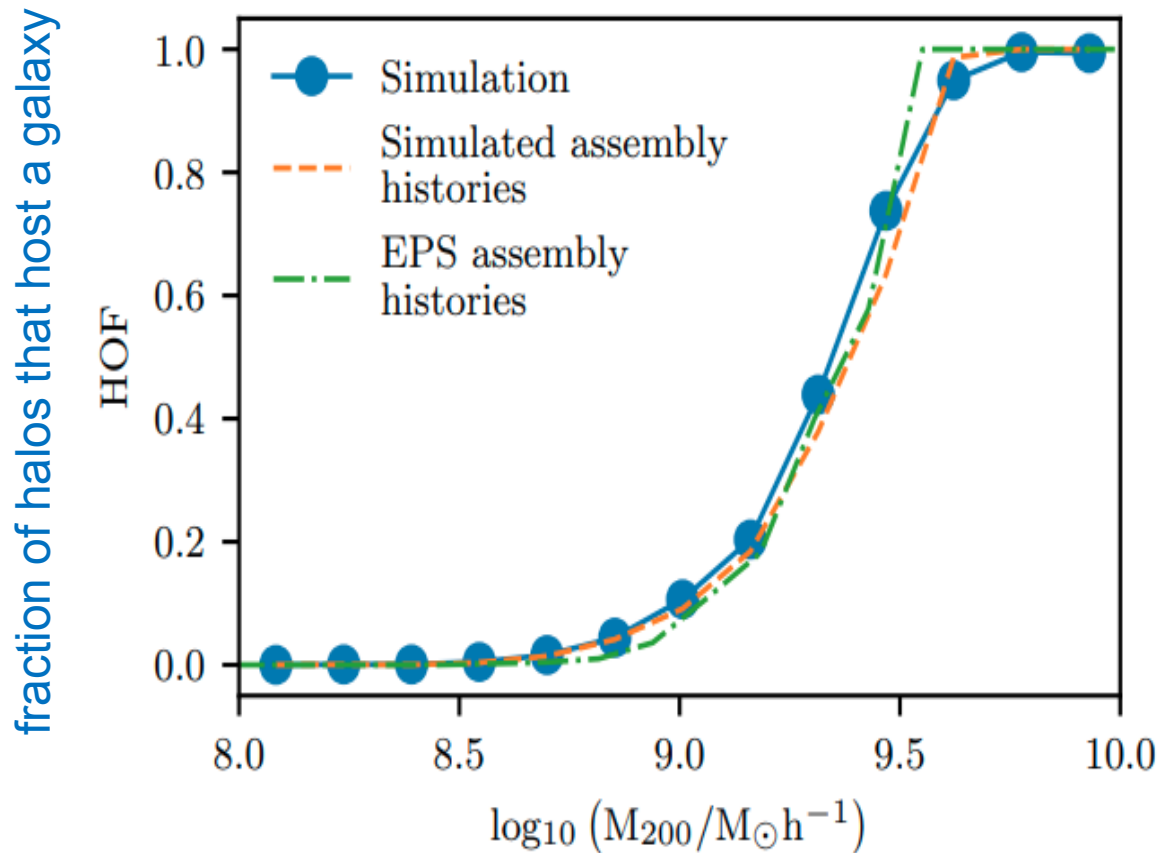 fraction of halos that host a galaxy
HOF
1.0
0.8
0.6
0.4
0.2
0.0
Simulation
Simulated assembly
histories
EPS assembly
histories
8.0 8.5 9.0 9.5 10.0
log₁₀ (M₂₀₀/M⊙h⁻¹)